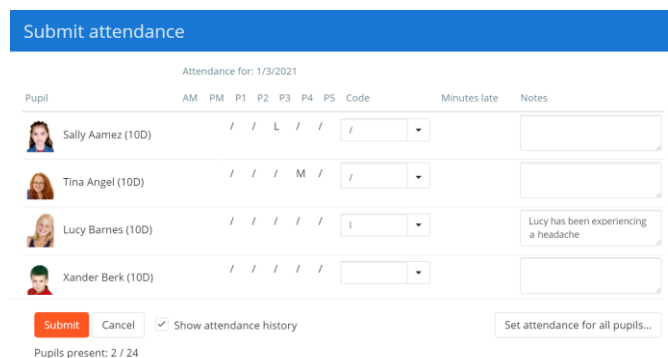 Submit attendance
Attendance for: 1/3/2021
Pupil AM PM P1 P2 P3 P4 P5 Code Minutes late Notes
Sally Aamez (10D) / / L / / /
Tina Angel (10D) / / / M / /
Lucy Barnes (10D) / / / / / I Lucy has been experiencing
a headache
Xander Berk (10D) / / / / /
Submit Cancel Show attendance history Set attendance for all pupils...
Pupils present: 2 / 24